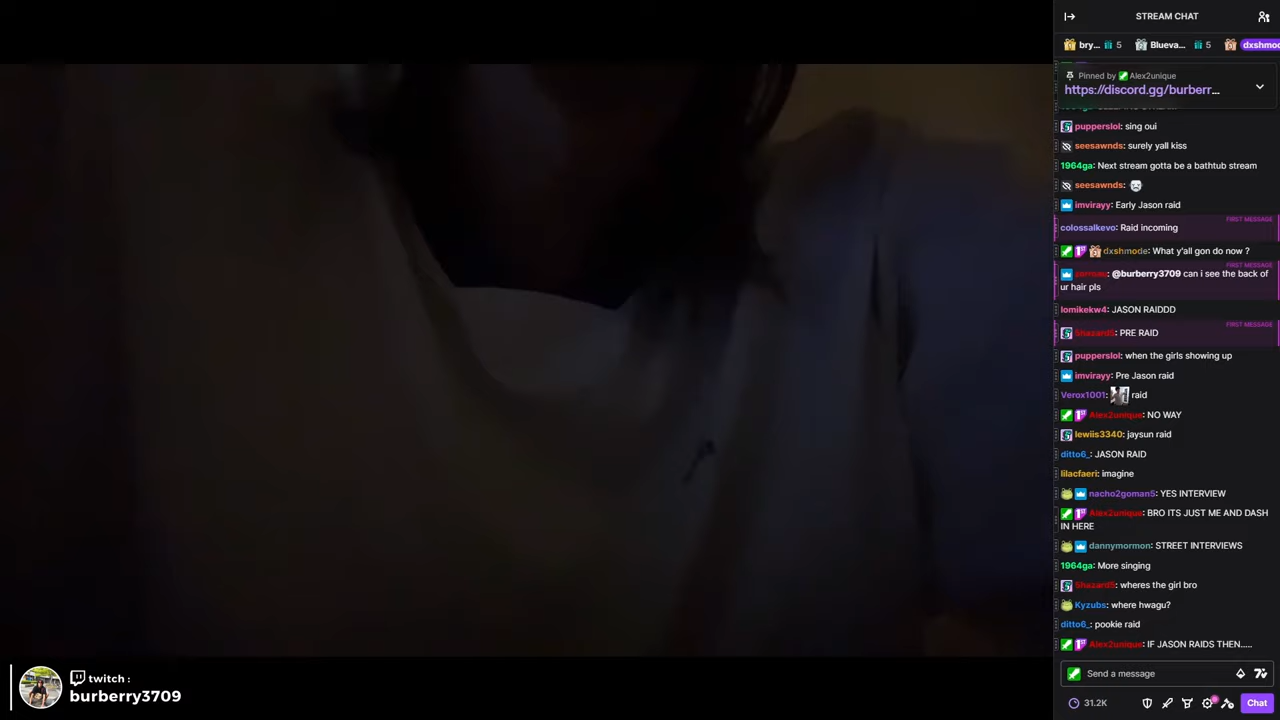 STREAM CHAT
bry... 5 Blueva... 5 dxshmod
Pinned by Alex2unique
https://discord.gg/burberr...
pupperslol: sing oui
seesawnds: surely yall kiss
1964ga: Next stream gotta be a bathtub stream
seesawnds:
imvirayy: Early Jason raid
FIRST MESSAGE
colossalkevo: Raid incoming
dxshmode: What y'all gon do now ?
FIRST MESSAGE
@burberry3709 can i see the back of
ur hair pls
lomikekw4: JASON RAIDDD
FIRST MESSAGE
Shazard5: PRE RAID
pupperslol: when the girls showing up
imvirayy: Pre Jason raid
Verox1001: raid
Alex2unique: NO WAY
lewiis3340: jaysun raid
ditto6_: JASON RAID
lilacfaeri: imagine
nacho2goman5: YES INTERVIEW
Alex2unique: BRO ITS JUST ME AND DASH
IN HERE
dannymormon: STREET INTERVIEWS
1964ga: More singing
Shazard5: wheres the girl bro
Kyzubs: where hwagu?
ditto6_: pookie raid
Alex2unique: IF JASON RAIDS THEN.....
Send a message
31.2K
Chat
twitch :
burberry3709